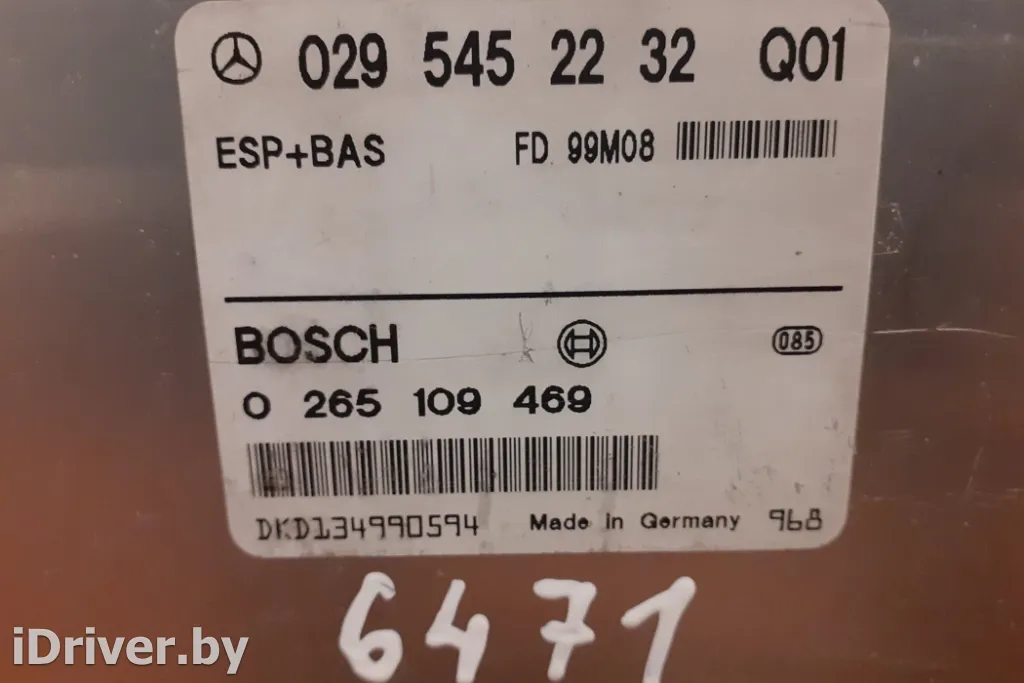 029 545 22 32 Q01
ESP+BAS FD 99M08
BOSCH 085
0 265 109 469
DKD134990594 Made in Germany 968
6471
iDriver.by